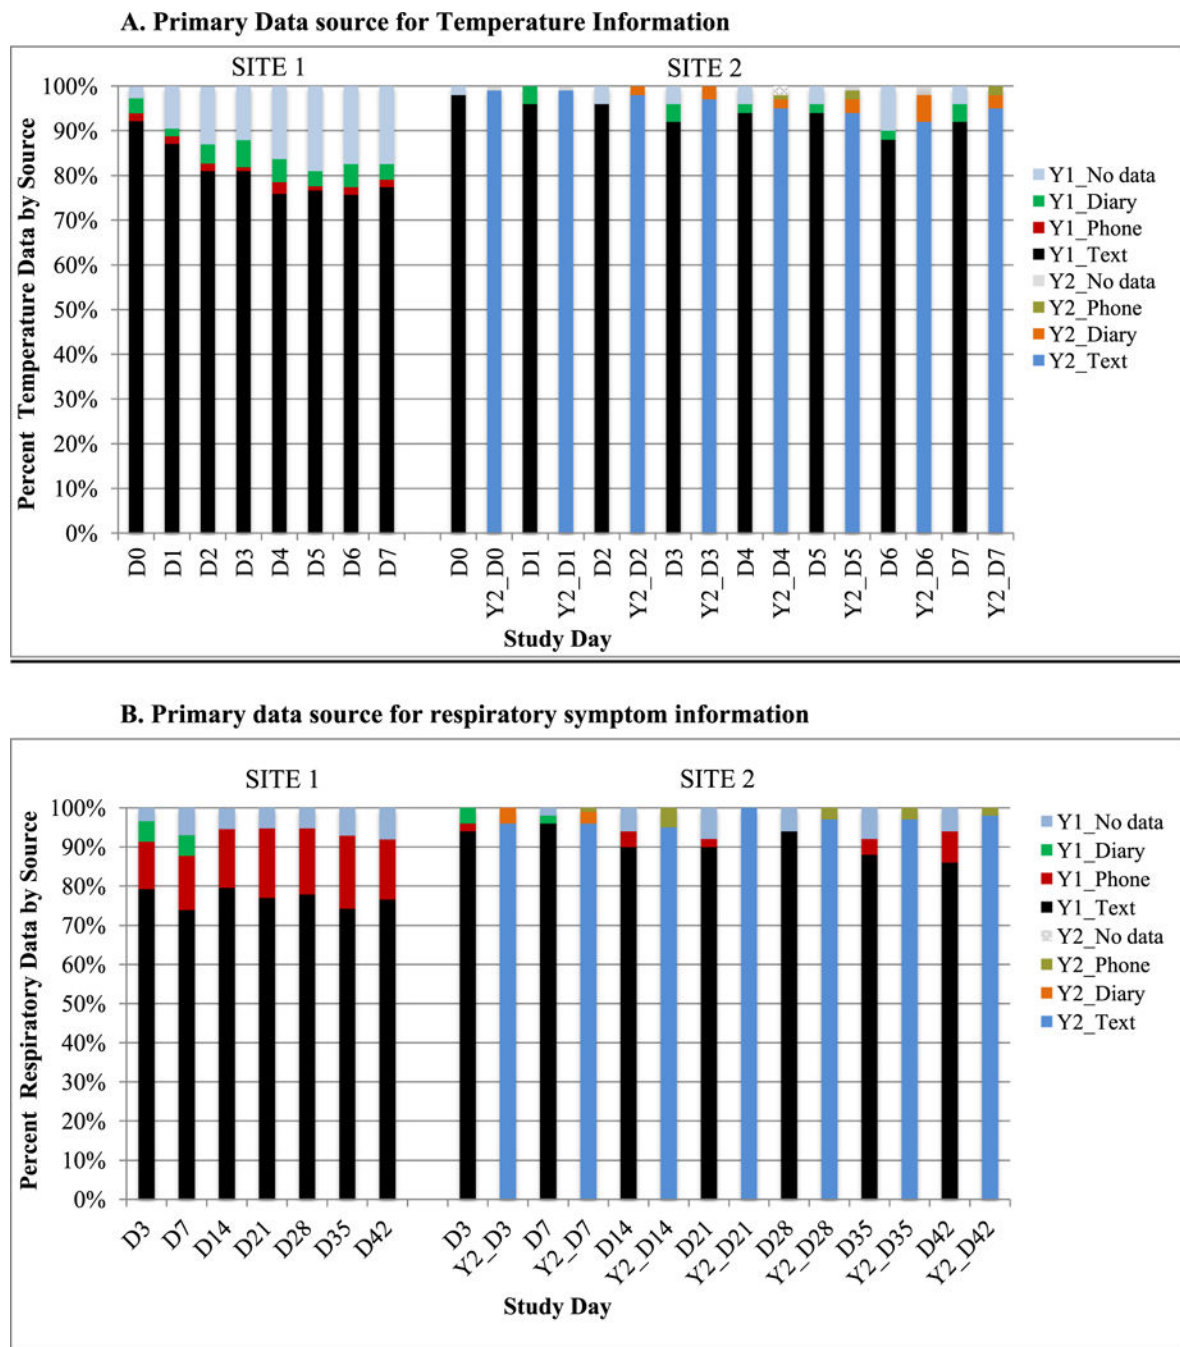 A. Primary Data source for Temperature Information
SITE 1
SITE 2
Percent Temperature Data by Source
100%
90%
80%
70%
60%
50%
40%
30%
20%
10%
0%
D0
D1
D2
D3
D4
D5
D6
D7
D0
Y2_D0
D1
Y2_D1
D2
Y2_D2
D3
Y2_D3
D4
Y2_D4
D5
Y2_D5
D6
Y2_D6
D7
Y2_D7
Study Day
Y1_No data
Y1_Diary
Y1_Phone
Y1_Text
Y2_No data
Y2_Phone
Y2_Diary
Y2_Text
B. Primary data source for respiratory symptom information
SITE 1
SITE 2
Percent Respiratory Data by Source
100%
90%
80%
70%
60%
50%
40%
30%
20%
10%
0%
D3
D7
D14
D21
D28
D35
D42
D3
Y2_D3
D7
Y2_D7
D14
Y2_D14
D21
Y2_D21
D28
Y2_D28
D35
Y2_D35
D42
Y2_D42
Study Day
Y1_No data
Y1_Diary
Y1_Phone
Y1_Text
Y2_No data
Y2_Phone
Y2_Diary
Y2_Text